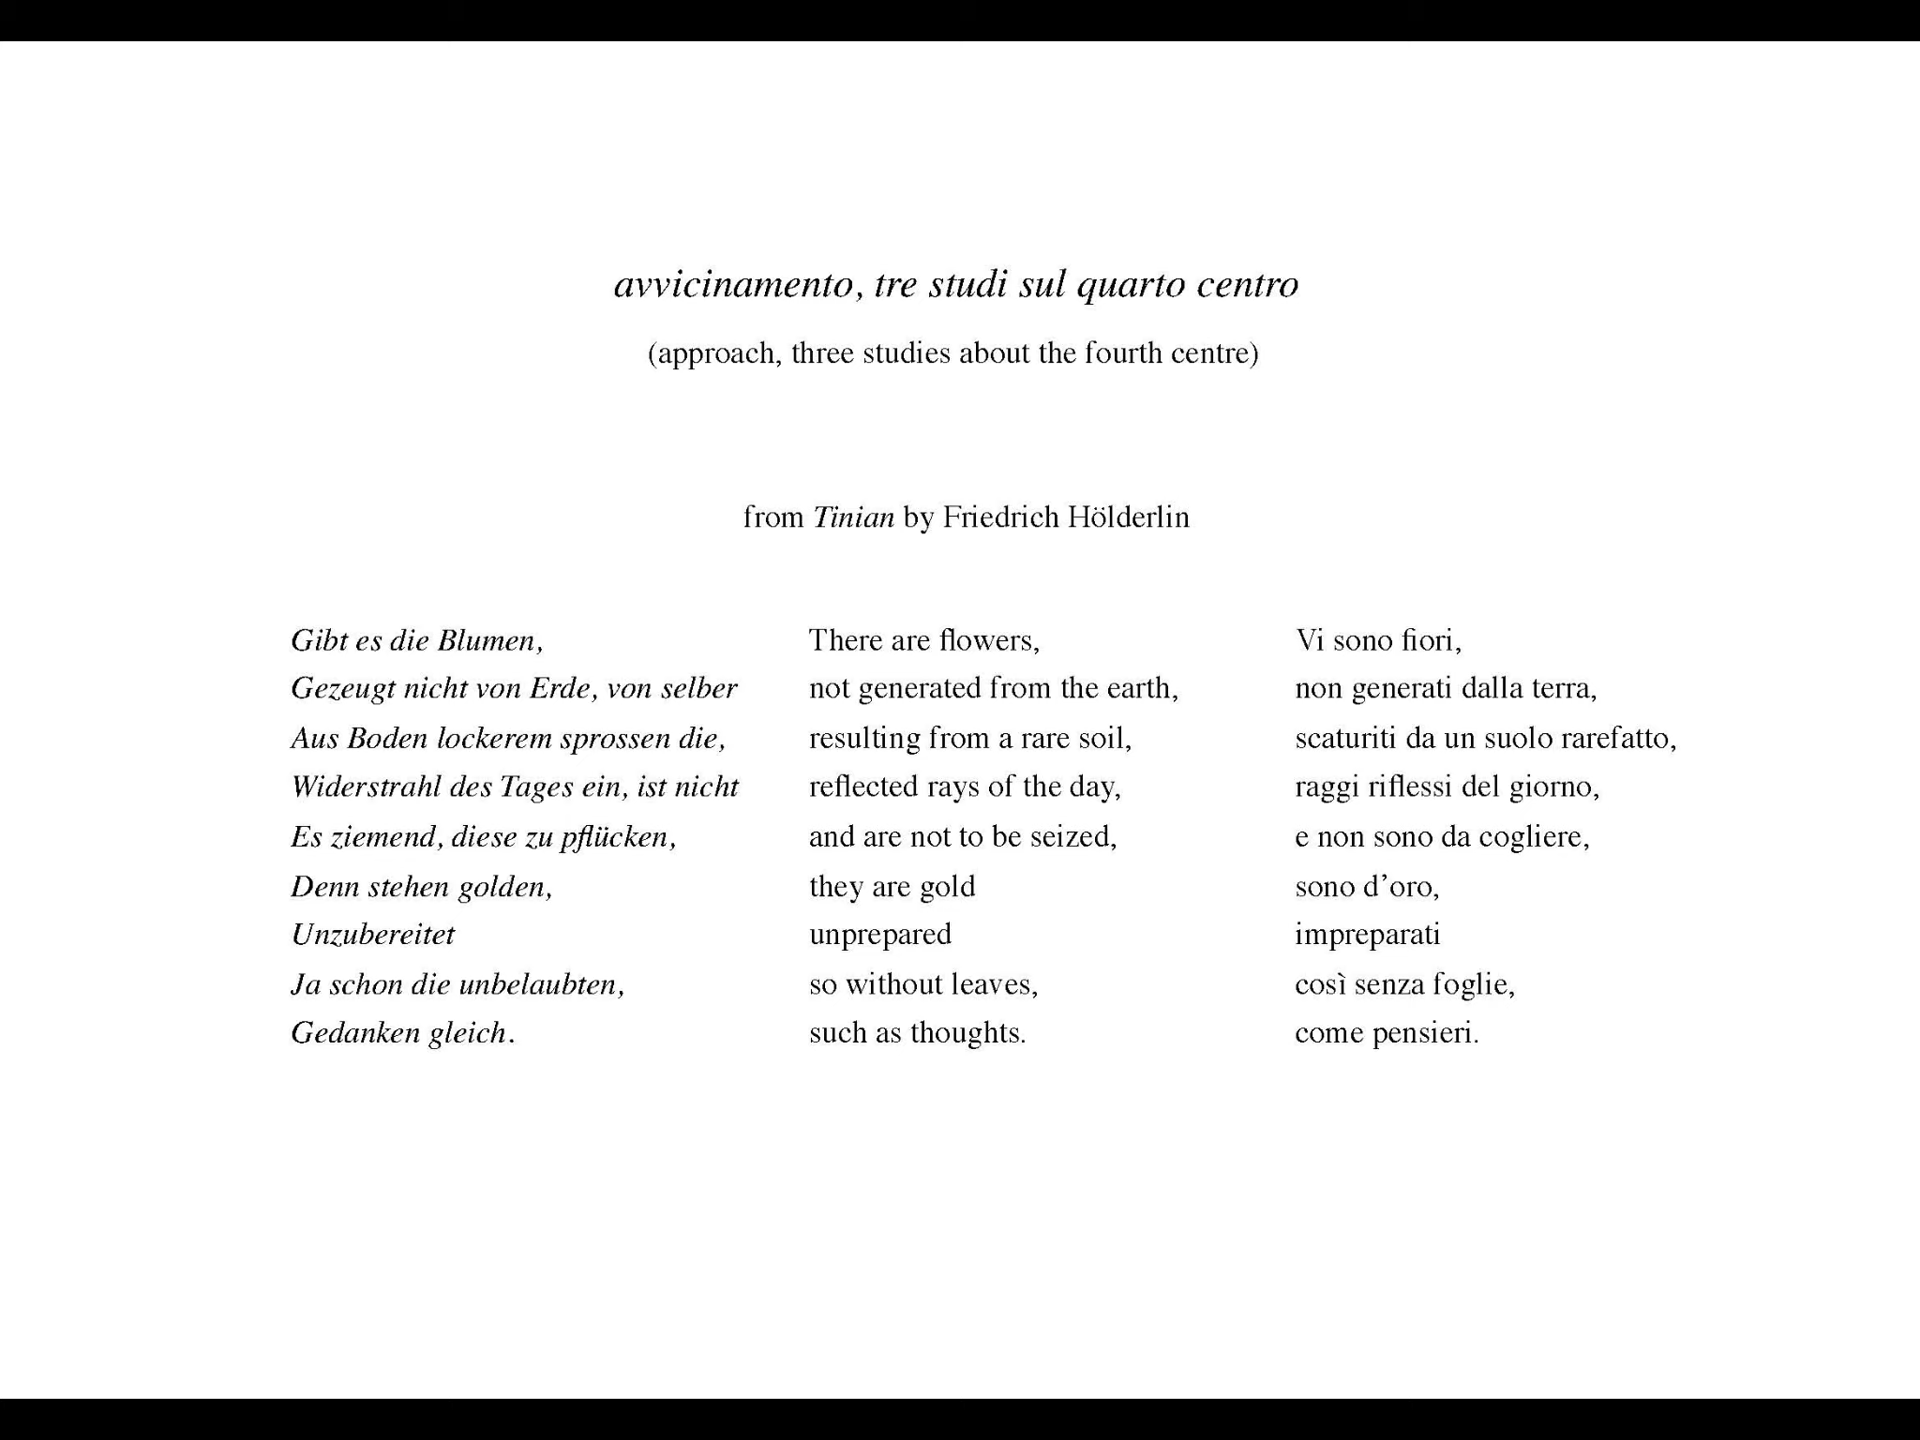 avvicinamento, tre studi sul quarto centro
(approach, three studies about the fourth centre)
from Tinian by Friedrich Hölderlin
Gibt es die Blumen,
Gezeugt nicht von Erde, von selber
Aus Boden lockerem sprossen die,
Widerstrahl des Tages ein, ist nicht
Es ziemend, diese zu pflücken,
Denn stehen golden,
Unzubereitet
Ja schon die unbelaubten,
Gedanken gleich.
There are flowers,
not generated from the earth,
resulting from a rare soil,
reflected rays of the day,
and are not to be seized,
they are gold
unprepared
so without leaves,
such as thoughts.
Vi sono fiori,
non generati dalla terra,
scaturiti da un suolo rarefatto,
raggi riflessi del giorno,
e non sono da cogliere,
sono d’oro,
impreparati
così senza foglie,
come pensieri.